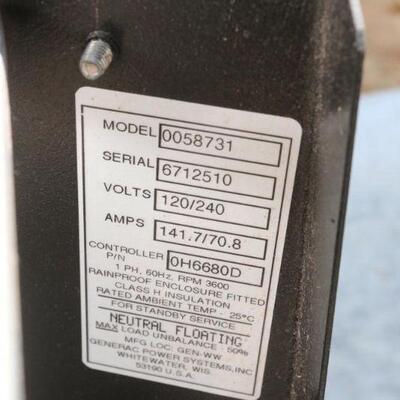 MODEL 0058731
SERIAL 6712510
VOLTS 120/240
AMPS 141.7/70.8
CONTROLLER P/N 0H6680D
1 PH, 60Hz, RPM 3600
RAINPROOF ENCLOSURE FITTED
CLASS H INSULATION
RATED AMBIENT TEMP - 25°C
FOR STANDBY SERVICE
NEUTRAL FLOATING
MAX LOAD UNBALANCE - 50%
MFG LOC: GEN-WW
GENERAC POWER SYSTEMS, INC
WHITEWATER, WIS.
53190 U.S.A.